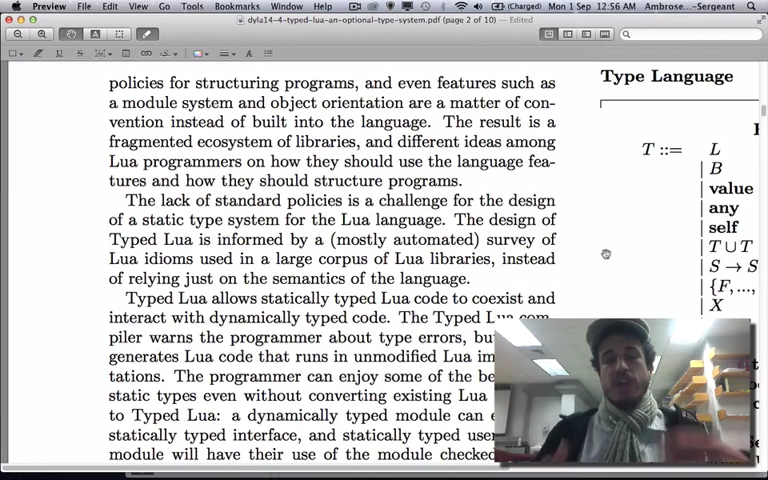 Preview File Edit View Go Tools Bookmarks Window Help (Charged) Mon 1 Sep 12:56 AM Ambrose...-Sergeant
dyla14-4-typed-lua-an-optional-type-system.pdf (page 2 of 10) – Edited
policies for structuring programs, and even features such as
a module system and object orientation are a matter of con-
vention instead of built into the language. The result is a
fragmented ecosystem of libraries, and different ideas among
Lua programmers on how they should use the language fea-
tures and how they should structure programs.
The lack of standard policies is a challenge for the design
of a static type system for the Lua language. The design of
Typed Lua is informed by a (mostly automated) survey of
Lua idioms used in a large corpus of Lua libraries, instead
of relying just on the semantics of the language.
Typed Lua allows statically typed Lua code to coexist and
interact with dynamically typed code. The Typed Lua com-
piler warns the programmer about type errors, bu
generates Lua code that runs in unmodified Lua im
tations. The programmer can enjoy some of the be
static types even without converting existing Lua
to Typed Lua: a dynamically typed module can e
statically typed interface, and statically typed user
module will have their use of the module checked
Type Language
T ::= L
| B
| value
| any
| self
| T ∪ T
| S → S
| {F, ...,
| X